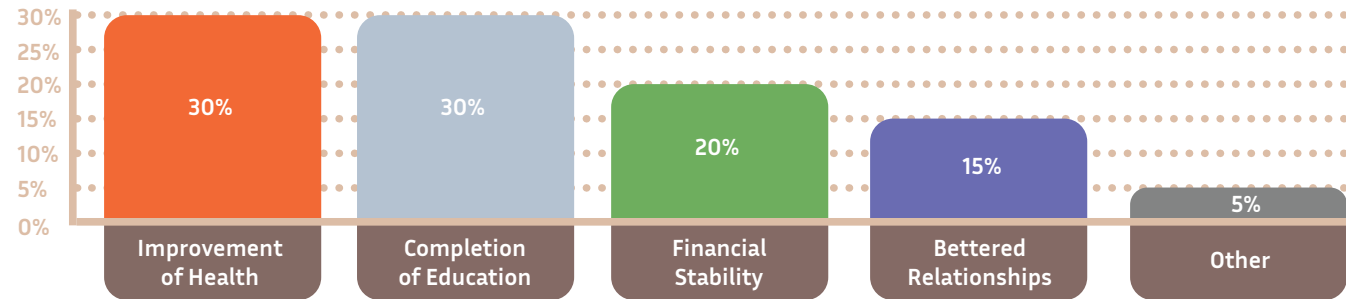 30%
25%
20%
15%
10%
5%
0%
30%
30%
20%
15%
5%
Improvement
of Health
Completion
of Education
Financial
Stability
Bettered
Relationships
Other